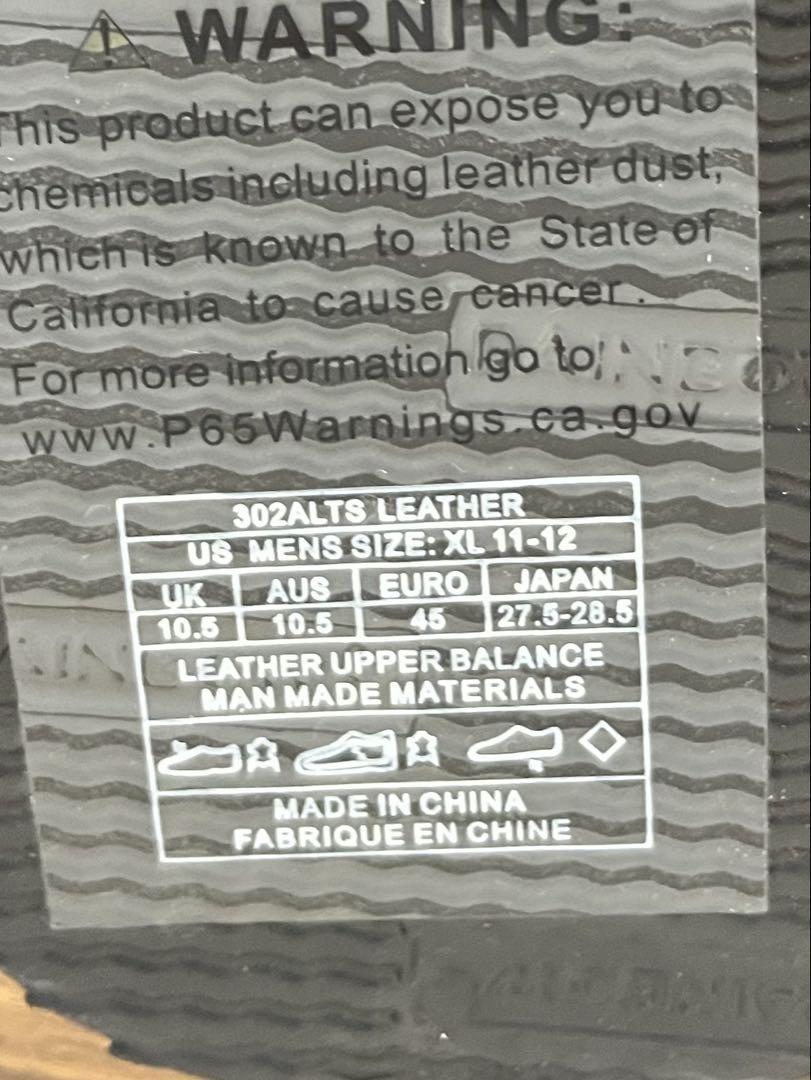 WARNING:
This product can expose you to
chemicals including leather dust,
which is known to the State of
California to cause cancer.
For more information go to
www.P65Warnings.ca.gov
302ALTS LEATHER
US MENS SIZE: XL 11-12
UK AUS EURO JAPAN
10.5 10.5 45 27.5-28.5
LEATHER UPPER BALANCE
MAN MADE MATERIALS
MADE IN CHINA
FABRIQUE EN CHINE